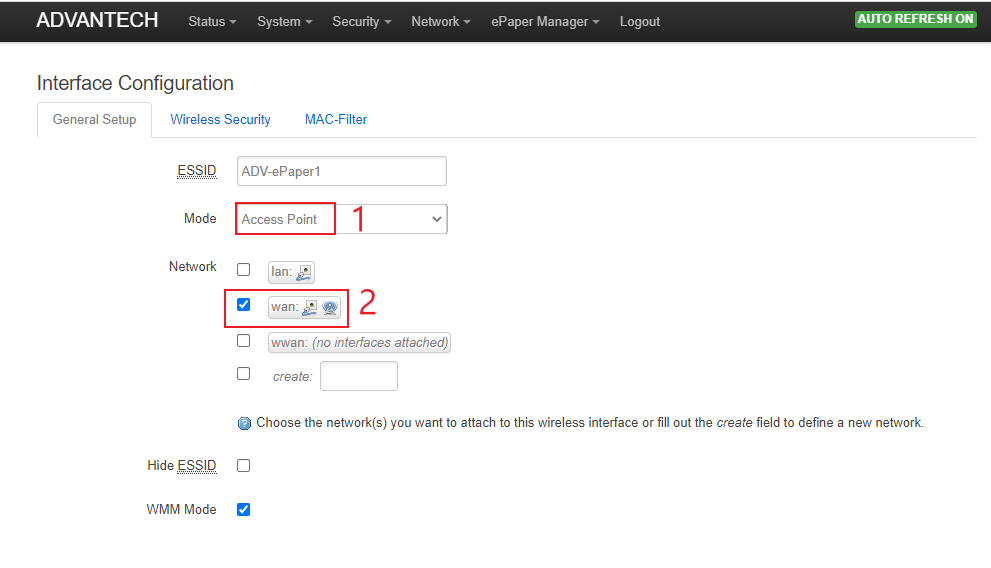 ADVANTECH Status System Security Network ePaper Manager Logout AUTO REFRESH ON
Interface Configuration
General Setup Wireless Security MAC-Filter
ESSID ADV-ePaper1
Mode Access Point 1
Network lan:
wan: 2
wwan: (no interfaces attached)
create:
Choose the network(s) you want to attach to this wireless interface or fill out the create field to define a new network.
Hide ESSID
WMM Mode